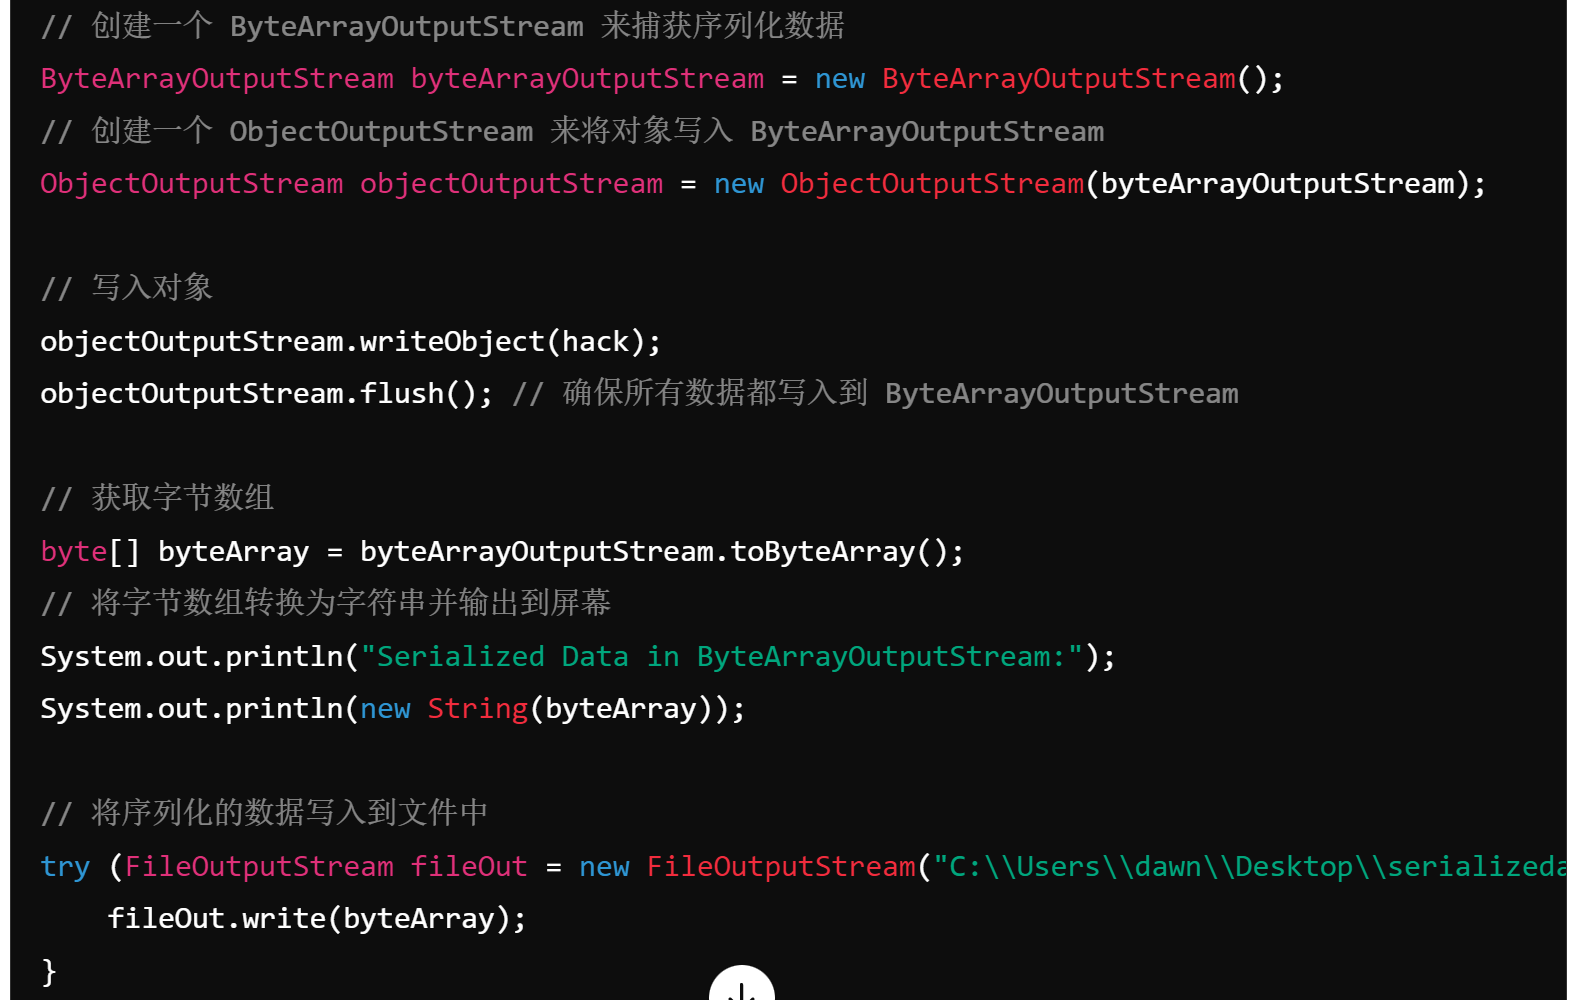 // 创建一个 ByteArrayOutputStream 来捕获序列化数据
ByteArrayOutputStream byteArrayOutputStream = new ByteArrayOutputStream();
// 创建一个 ObjectOutputStream 来将对象写入 ByteArrayOutputStream
ObjectOutputStream objectOutputStream = new ObjectOutputStream(byteArrayOutputStream);
// 写入对象
objectOutputStream.writeObject(hack);
objectOutputStream.flush(); // 确保所有数据都写入到 ByteArrayOutputStream
// 获取字节数组
byte[] byteArray = byteArrayOutputStream.toByteArray();
// 将字节数组转换为字符串并输出到屏幕
System.out.println("Serialized Data in ByteArrayOutputStream:");
System.out.println(new String(byteArray));
// 将序列化的数据写入到文件中
try (FileOutputStream fileOut = new FileOutputStream("C:\\Users\\dawn\\Desktop\\serializeda
    fileOut.write(byteArray);
}